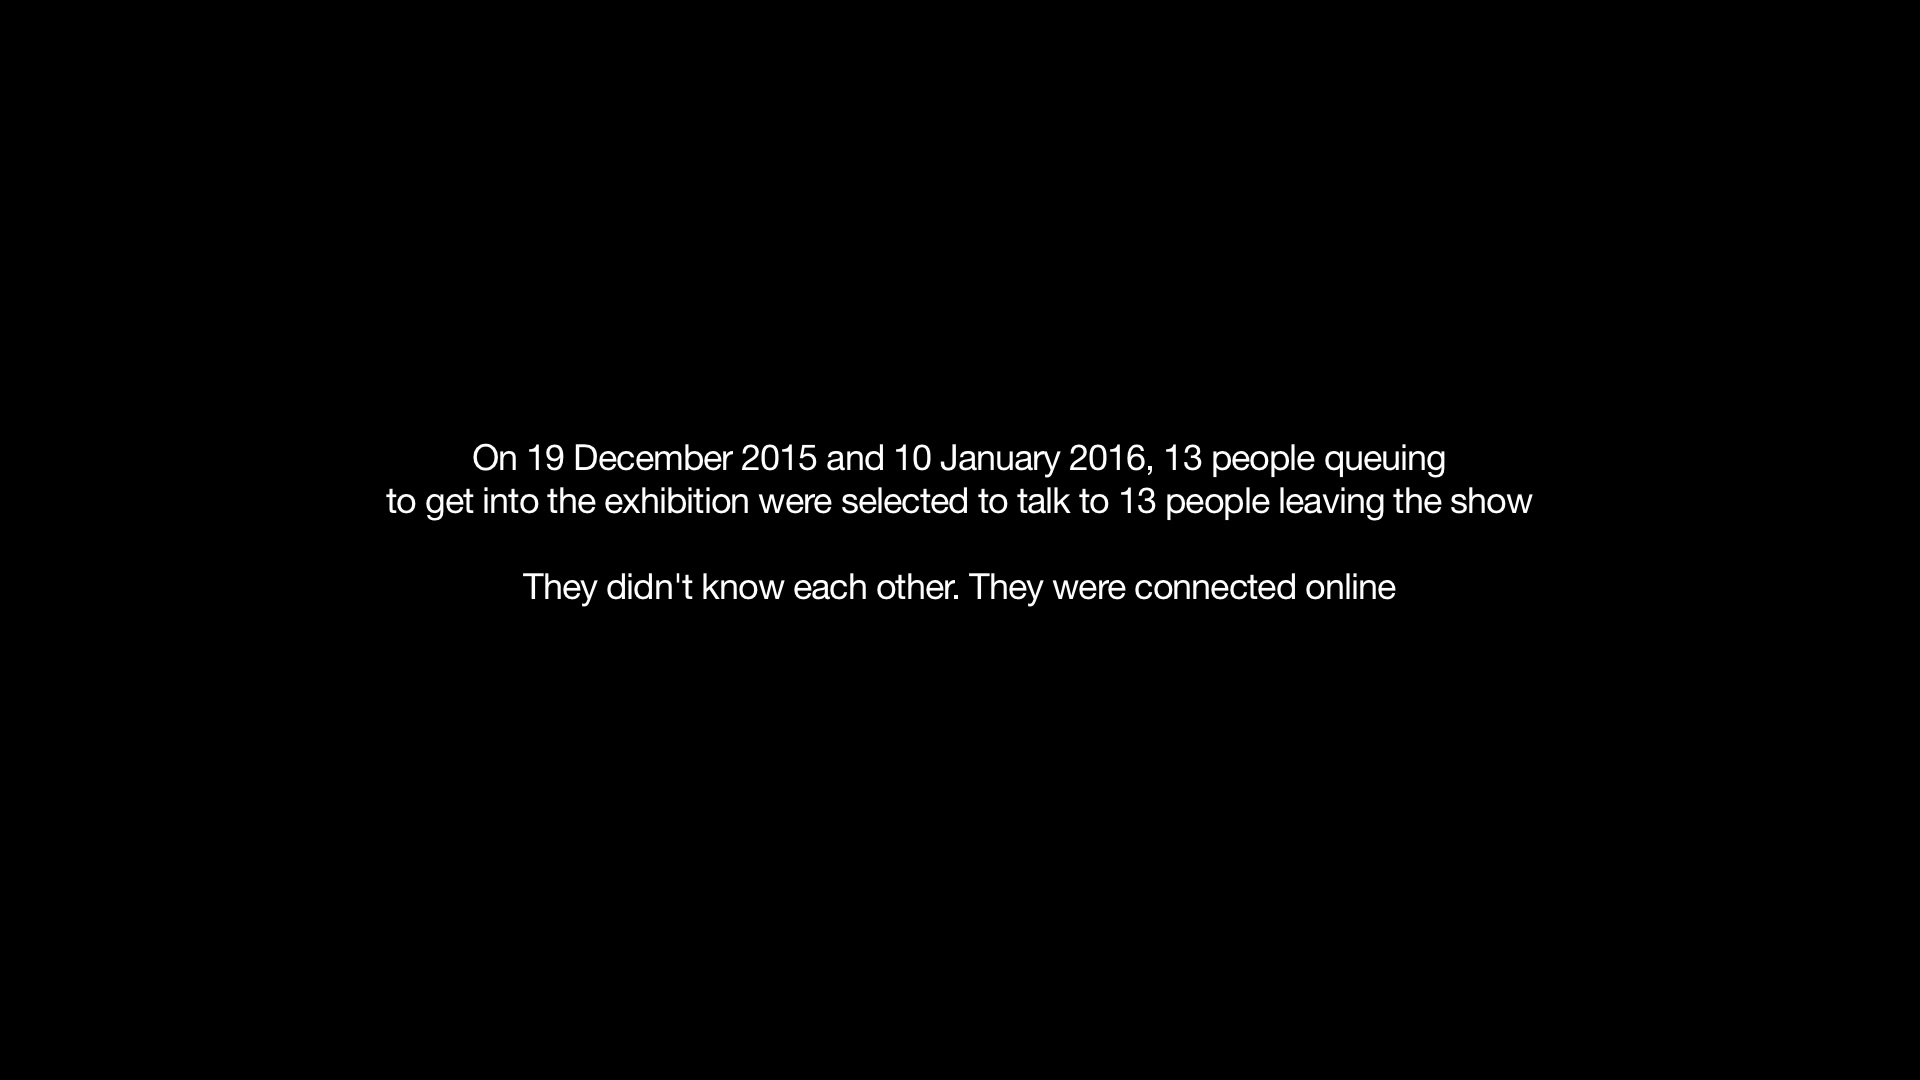 On 19 December 2015 and 10 January 2016, 13 people queuing
to get into the exhibition were selected to talk to 13 people leaving the show
They didn't know each other. They were connected online